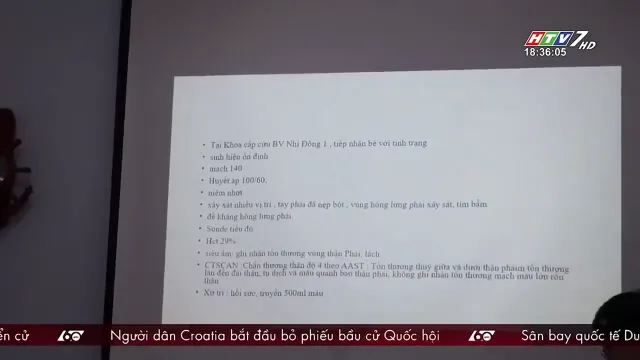 HTV7 HD
18:36:05
• Tại Khoa cấp cứu BV Nhi Đồng 1 , tiếp nhận bé với tình trạng
• sinh hiệu ổn định
• mạch 140
• Huyết áp 100/60,
• niêm nhợt
• xây xát nhiều vị trí , tay phải đã nẹp bột , vùng hông lưng phải xây sát, tím bầm
• đề kháng hông lưng phải
• Sonde tiểu đỏ
• Hct 29%
• siêu âm: ghi nhận tổn thương vùng thận Phải, lách
• CTSCAN :Chấn thương thận độ 4 theo AAST : Tổn thương thùy giữa và dưới thận phải, tổn thương
lan đến đài thận, tụ dịch và máu quanh bao thận phải, không ghi nhận tổn thương mạch máu lớn rốn
thận
• Xử trí : hồi sức, truyền 500ml máu
ển cử 60 Người dân Croatia bắt đầu bỏ phiếu bầu cử Quốc hội 60 Sân bay quốc tế Du